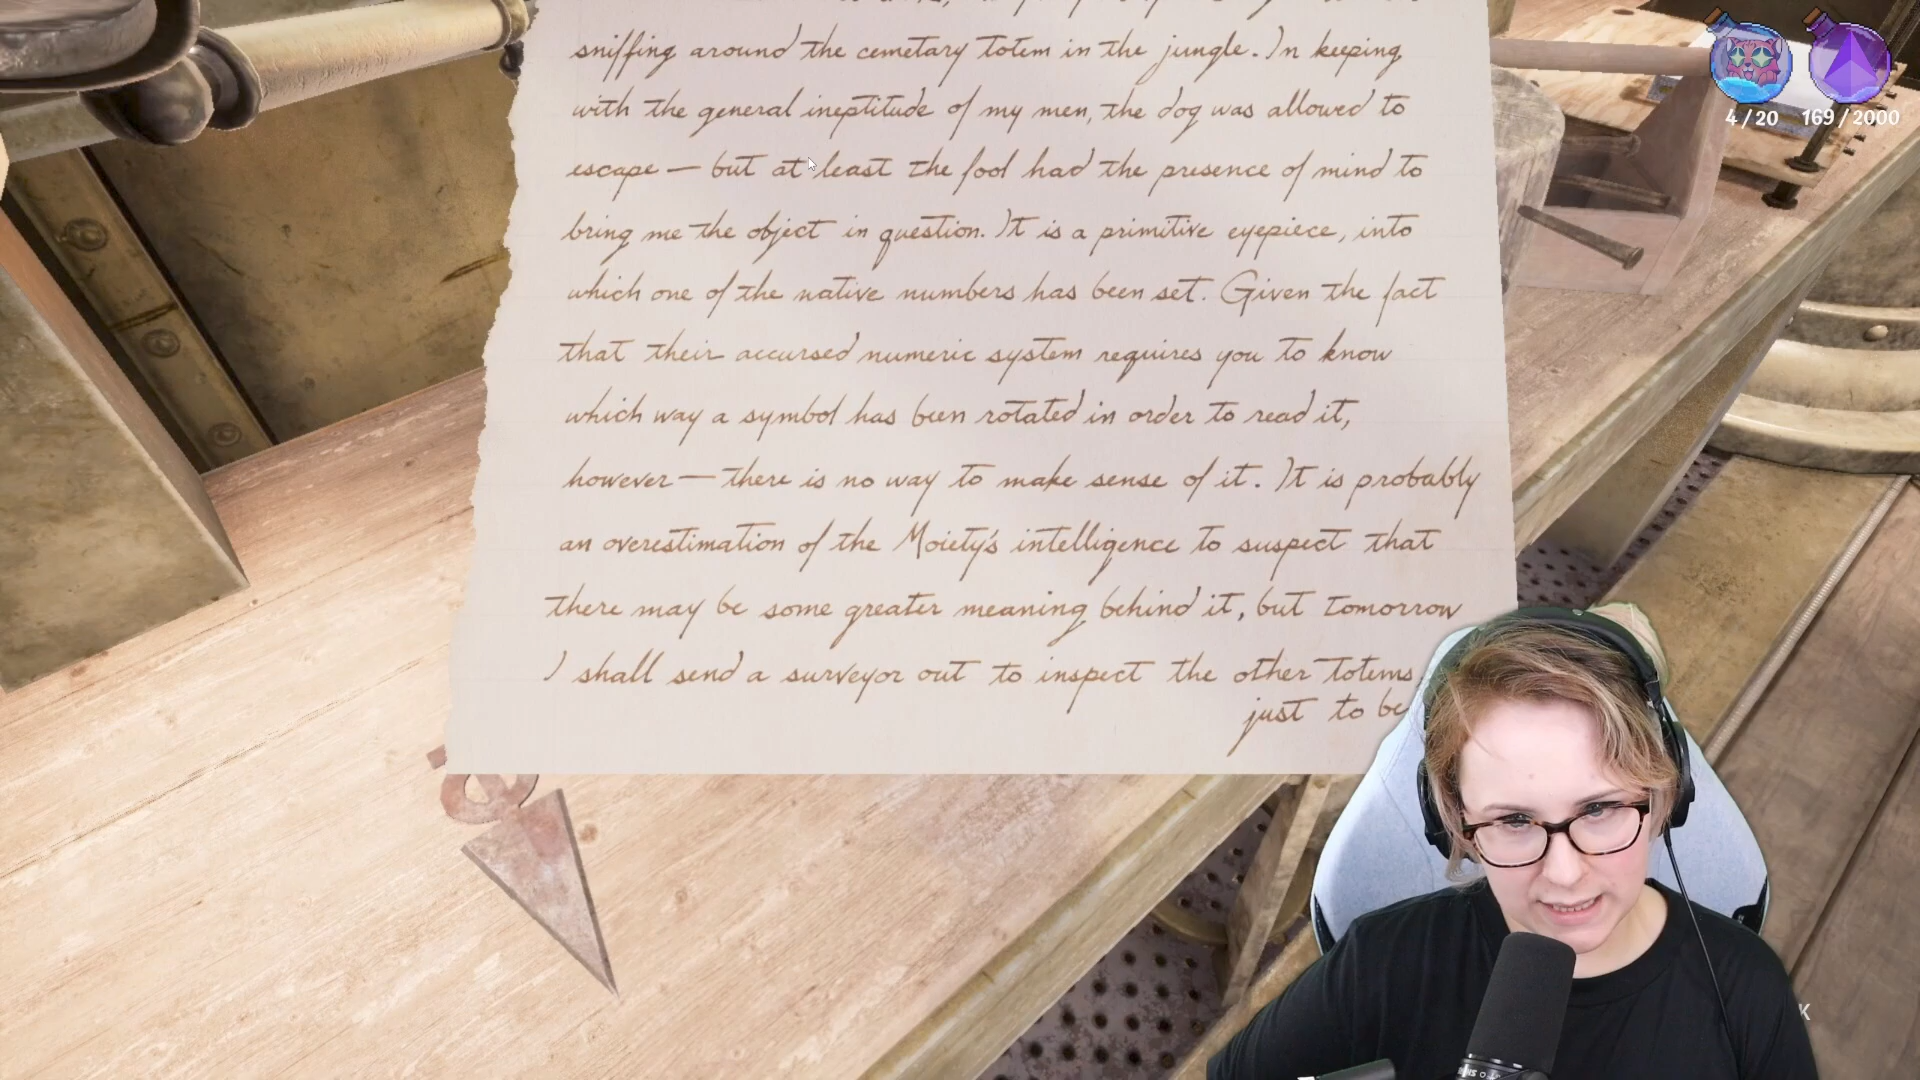 4/20 169/2000
sniffing around the cemetary totem in the jungle. In keeping
with the general ineptitude of my men, the dog was allowed to
escape — but at least the fool had the presence of mind to
bring me the object in question. It is a primitive eyepiece, into
which one of the native numbers has been set. Given the fact
that their accursed numeric system requires you to know
which way a symbol has been rotated in order to read it,
however — there is no way to make sense of it. It is probably
an overestimation of the Moiety's intelligence to suspect that
there may be some greater meaning behind it, but tomorrow
I shall send a surveyor out to inspect the other totems
just to be
K